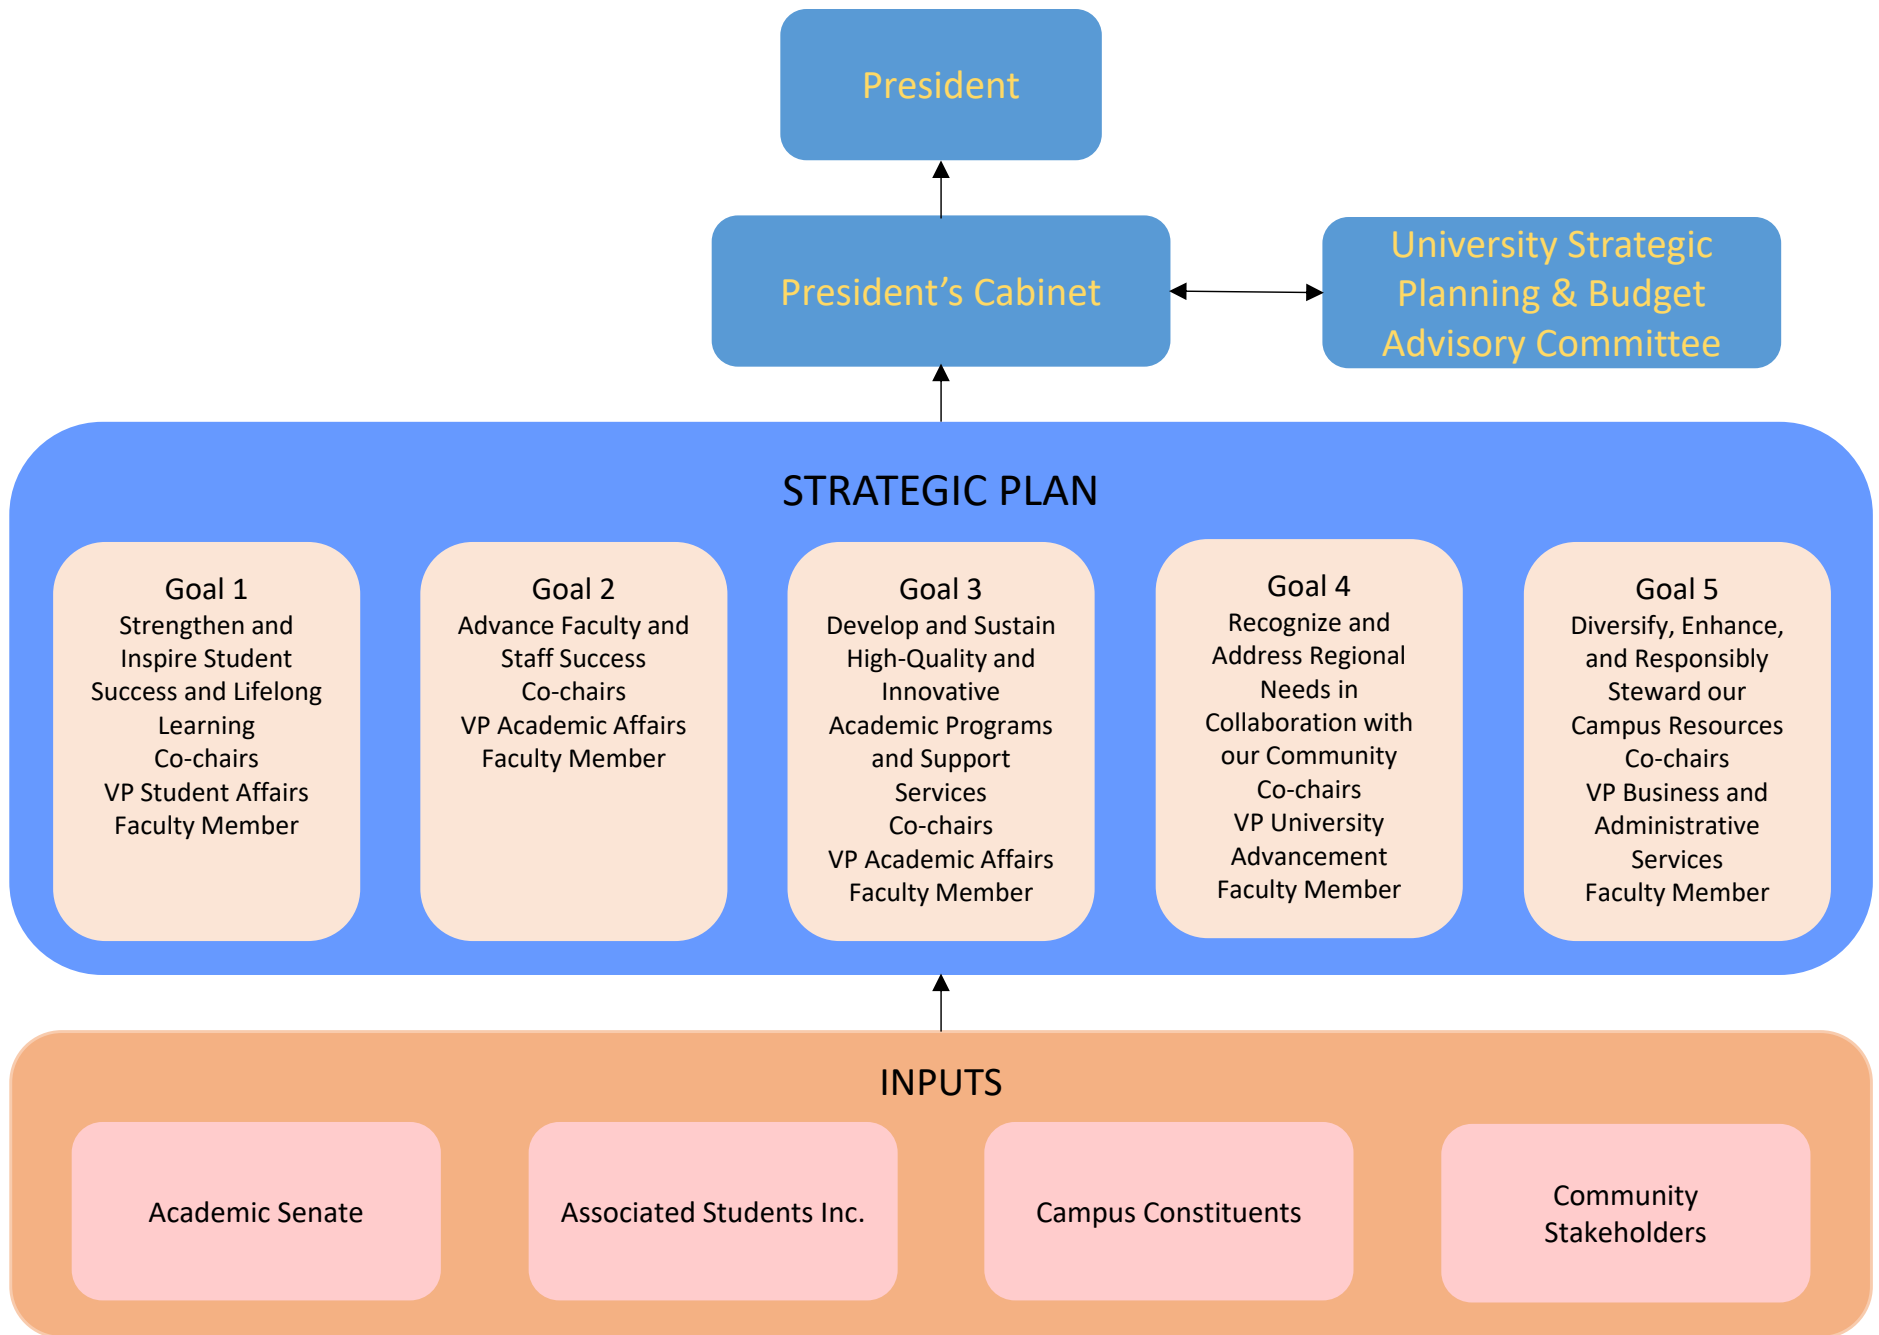 President
President’s Cabinet
University Strategic
Planning & Budget
Advisory Committee
STRATEGIC PLAN
Goal 1
Strengthen and
Inspire Student
Success and Lifelong
Learning
Co-chairs
VP Student Affairs
Faculty Member
Goal 2
Advance Faculty and
Staff Success
Co-chairs
VP Academic Affairs
Faculty Member
Goal 3
Develop and Sustain
High-Quality and
Innovative
Academic Programs
and Support
Services
Co-chairs
VP Academic Affairs
Faculty Member
Goal 4
Recognize and
Address Regional
Needs in
Collaboration with
our Community
Co-chairs
VP University
Advancement
Faculty Member
Goal 5
Diversify, Enhance,
and Responsibly
Steward our
Campus Resources
Co-chairs
VP Business and
Administrative
Services
Faculty Member
INPUTS
Academic Senate
Associated Students Inc.
Campus Constituents
Community
Stakeholders